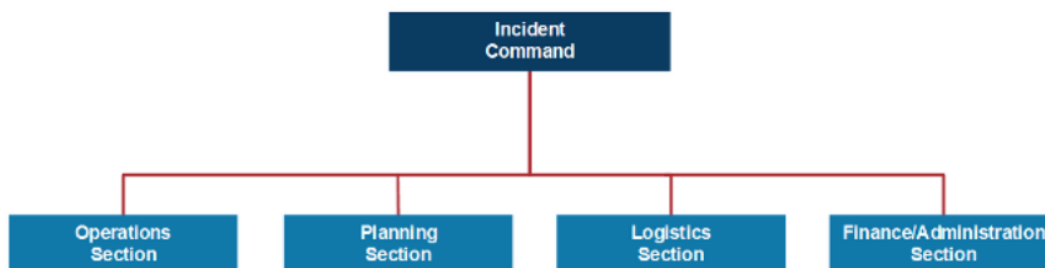 Incident
Command
Operations
Section
Planning
Section
Logistics
Section
Finance/Administration
Section